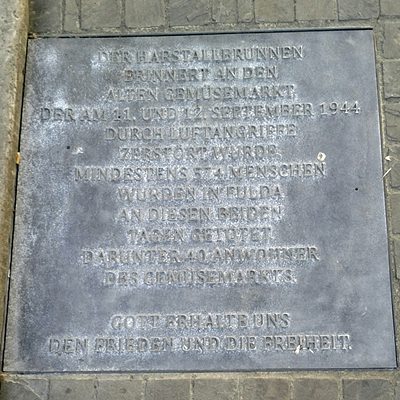 DER HABSTALLBRUNNEN
ERINNERT AN DEN
ALTEN GEMÜSEMARKT,
DER AM 11. UND 12. SEPTEMBER 1944
DURCH LUFTANGRIFFE
ZERSTÖRT WURDE.
MINDESTENS 574 MENSCHEN
WURDEN IN FULDA
AN DIESEN BEIDEN
TAGEN GETÖTET,
DARUNTER 40 ANWOHNER
DES GEMÜSEMARKTS.
GOTT ERHALTE UNS
DEN FRIEDEN UND DIE FREIHEIT.